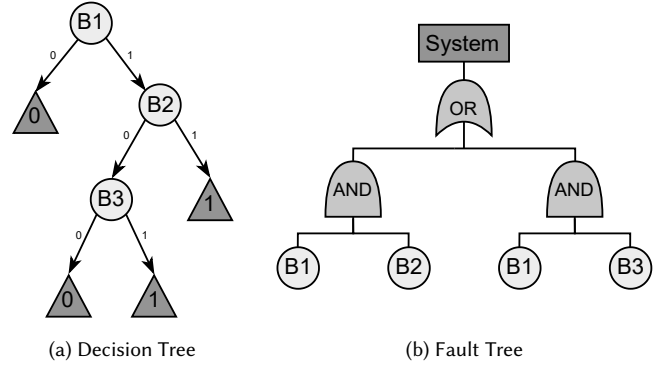 B1
0
1
0
B2
0
1
B3
1
0
1
0
1
(a) Decision Tree
System
OR
AND
AND
B1
B2
B1
B3
(b) Fault Tree